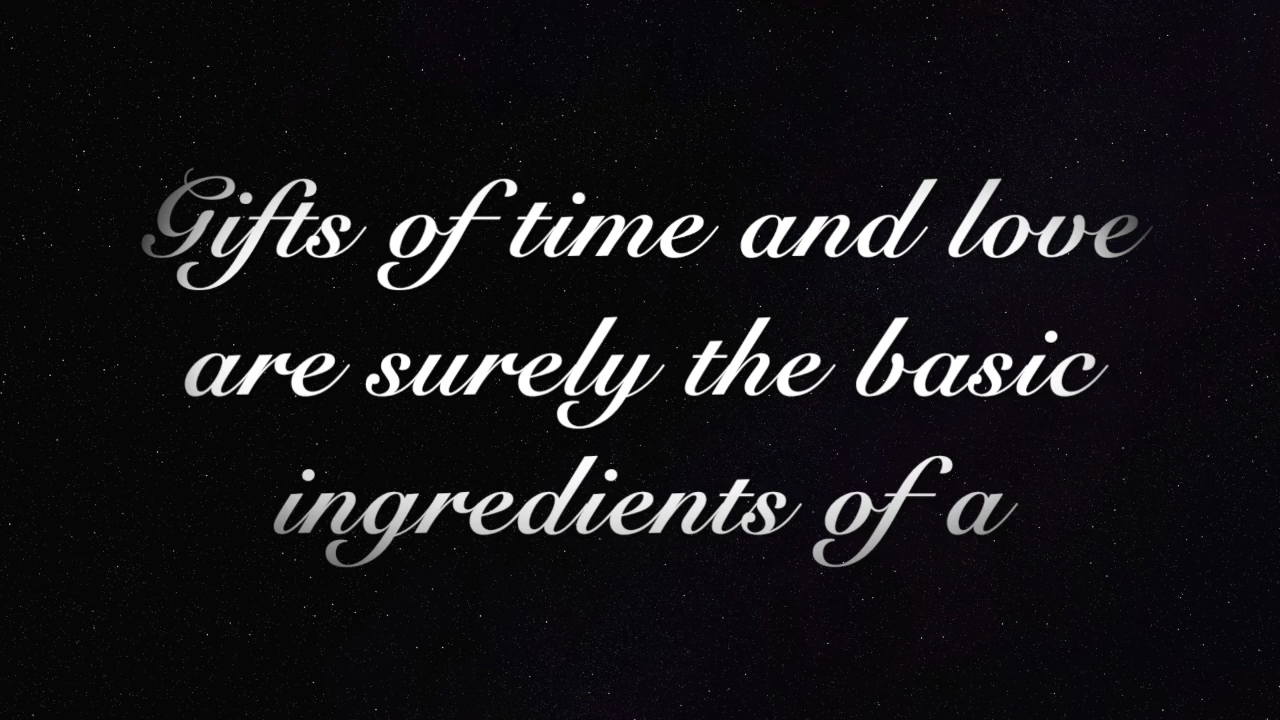 Gifts of time and love
are surely the basic
ingredients of a